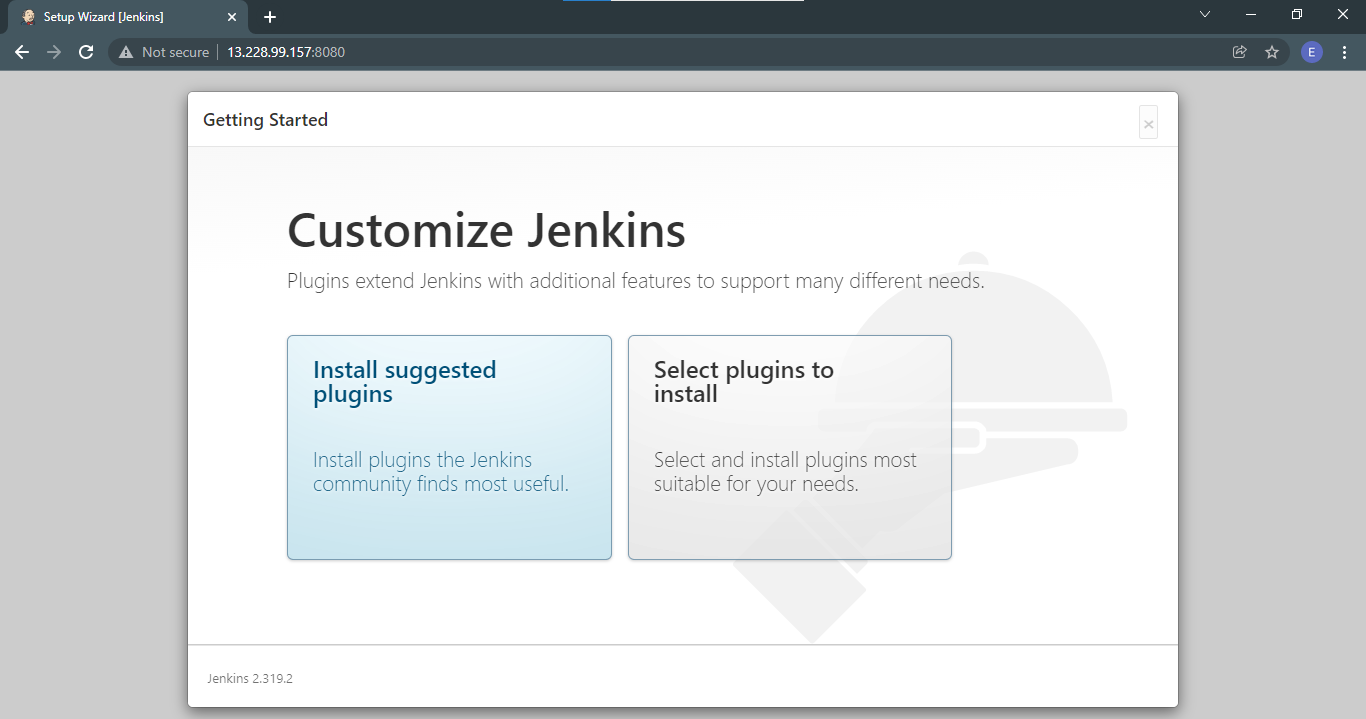 Setup Wizard [Jenkins]
Not secure 13.228.99.157:8080
E
Getting Started
Customize Jenkins
Plugins extend Jenkins with additional features to support many different needs.
Install suggested
plugins
Install plugins the Jenkins
community finds most useful.
Select plugins to
install
Select and install plugins most
suitable for your needs.
Jenkins 2.319.2